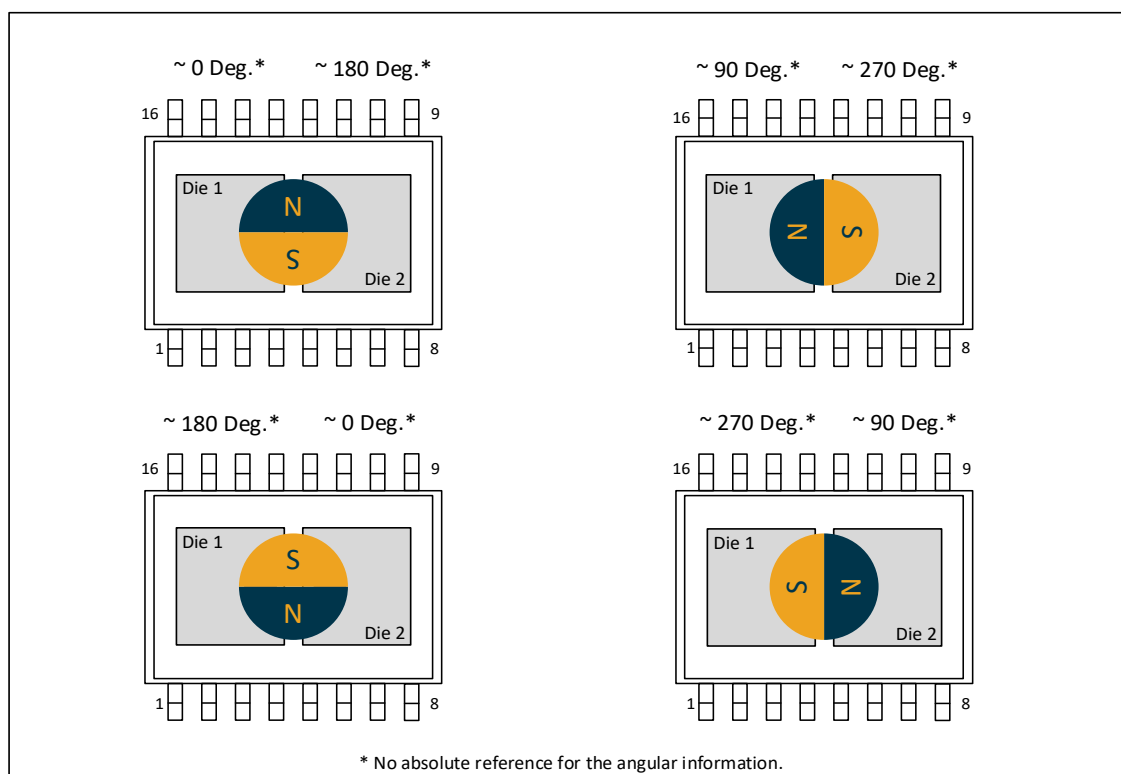 ~ 0 Deg.* ~ 180 Deg.* ~ 90 Deg.* ~ 270 Deg.*
16 9 16 9
Die 1 Die 1
N N S
S
Die 2 Die 2
1 8 1 8
~ 180 Deg.* ~ 0 Deg.* ~ 270 Deg.* ~ 90 Deg.*
16 9 16 9
Die 1 Die 1
S S N
N
Die 2 Die 2
1 8 1 8
* No absolute reference for the angular information.